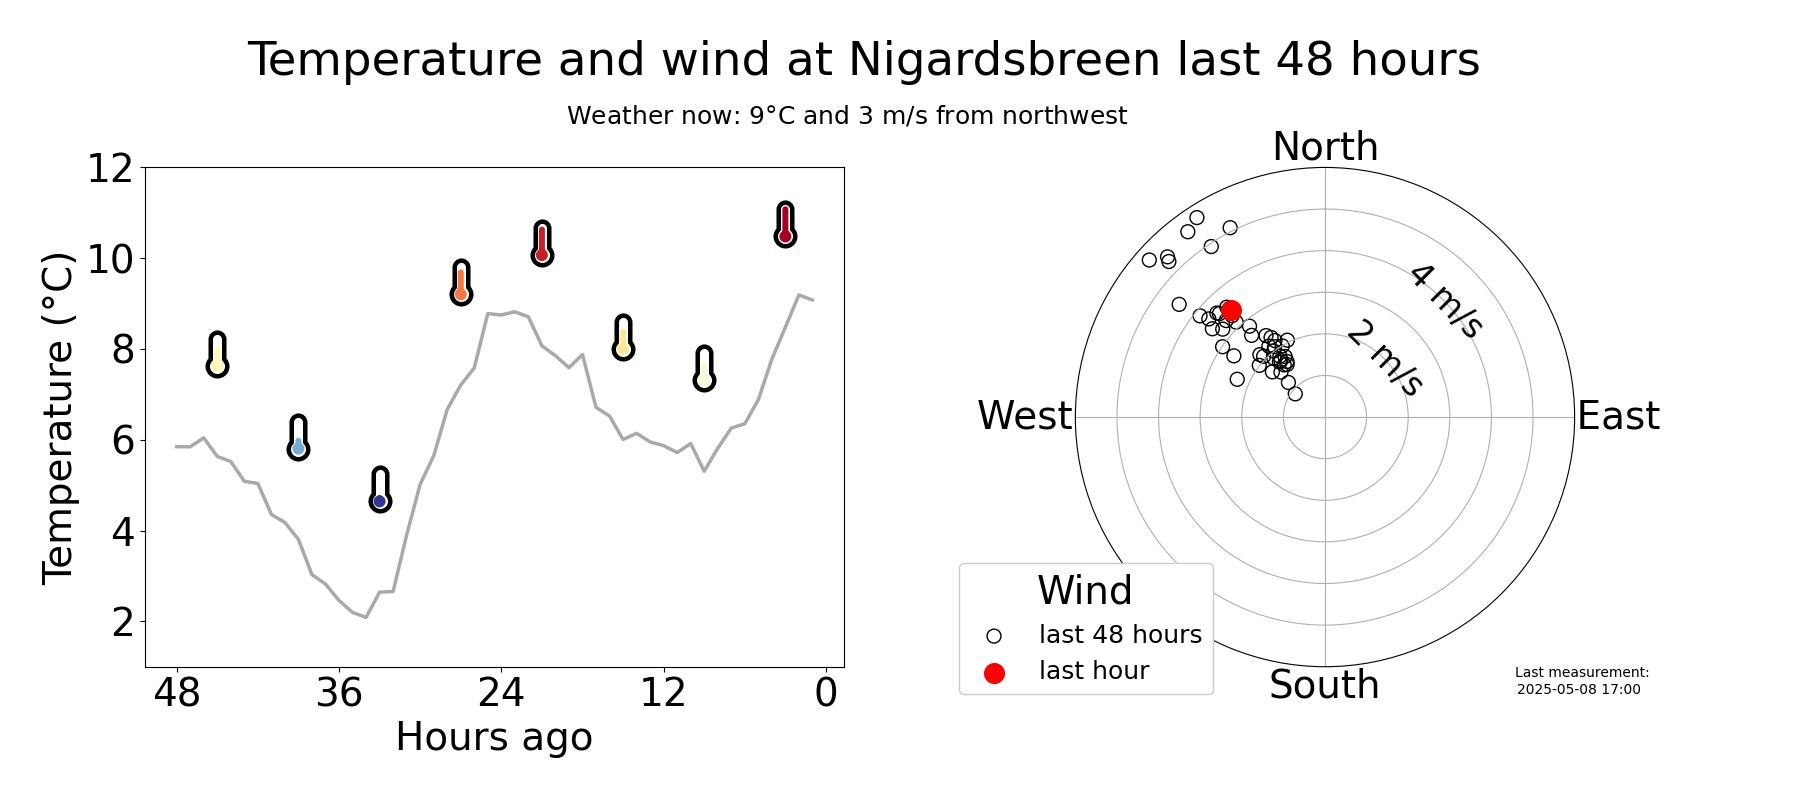 Temperature and wind at Nigardsbreen last 48 hours
Weather now: 9°C and 3 m/s from northwest
Temperature (°C)
12
10
8
6
4
2
48 36 24 12 0
Hours ago
North
West
East
South
4 m/s
2 m/s
Wind
last 48 hours
last hour
Last measurement:
2025-05-08 17:00